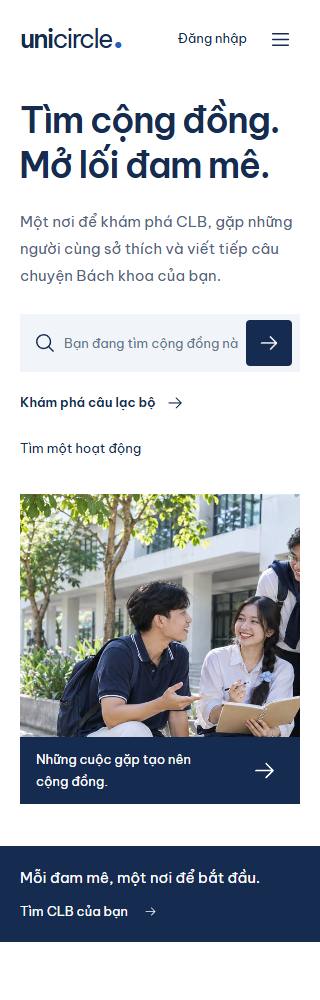 unicircle.
Đăng nhập
Tìm cộng đồng.
Mở lối đam mê.
Một nơi để khám phá CLB, gặp những
người cùng sở thích và viết tiếp câu
chuyện Bách khoa của bạn.
Bạn đang tìm cộng đồng nà
Khám phá câu lạc bộ
Tìm một hoạt động
Những cuộc gặp tạo nên
cộng đồng.
Mỗi đam mê, một nơi để bắt đầu.
Tìm CLB của bạn